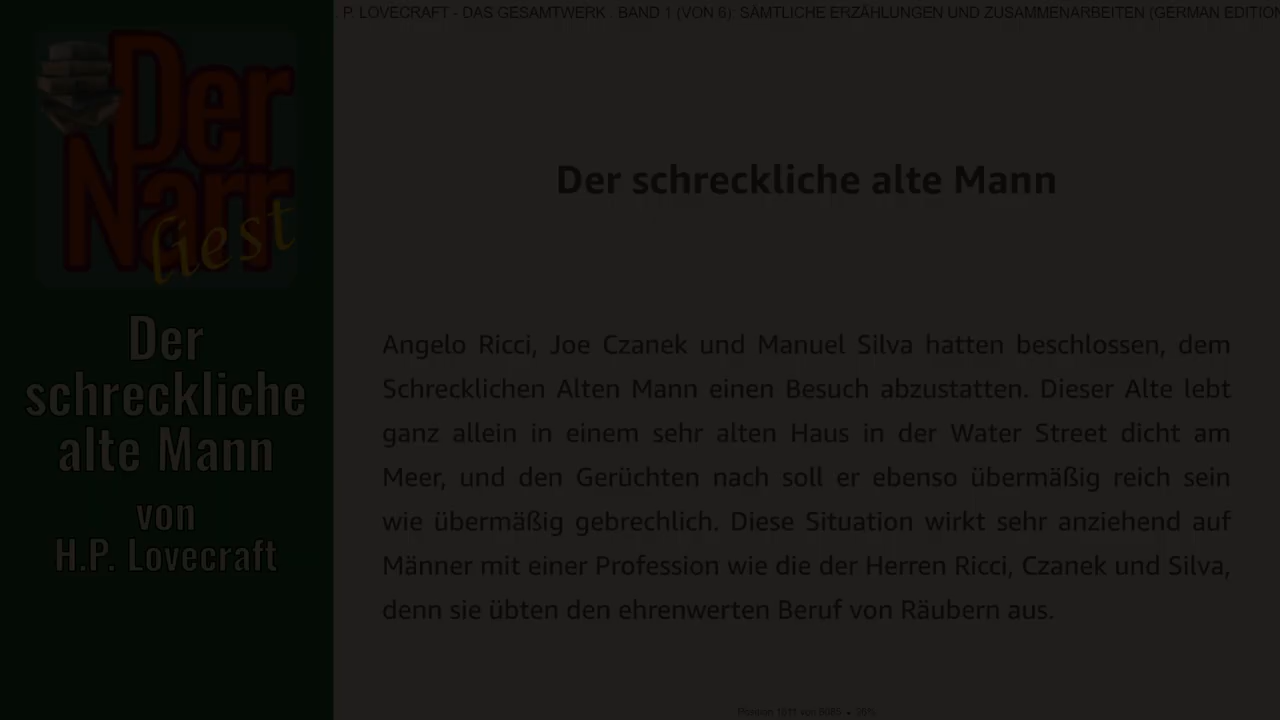 . P. LOVECRAFT - DAS GESAMTWERK . BAND 1 (VON 6): SÄMTLICHE ERZÄHLUNGEN UND ZUSAMMENARBEITEN (GERMAN EDITION
Der
Narr
liest
Der
schreckliche
alte Mann
von
H.P. Lovecraft
Der schreckliche alte Mann
Angelo Ricci, Joe Czanek und Manuel Silva hatten beschlossen, dem
Schrecklichen Alten Mann einen Besuch abzustatten. Dieser Alte lebt
ganz allein in einem sehr alten Haus in der Water Street dicht am
Meer, und den Gerüchten nach soll er ebenso übermäßig reich sein
wie übermäßig gebrechlich. Diese Situation wirkt sehr anziehend auf
Männer mit einer Profession wie die der Herren Ricci, Czanek und Silva,
denn sie übten den ehrenwerten Beruf von Räubern aus.